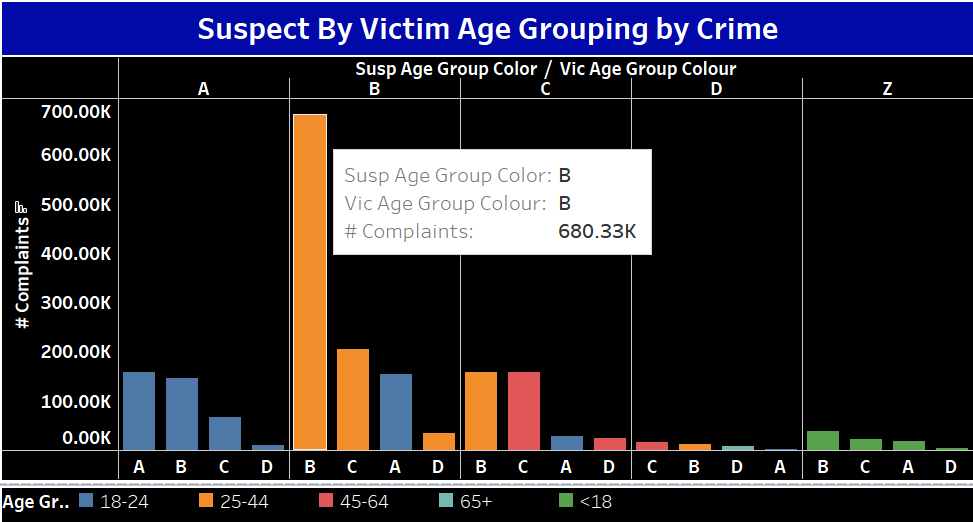 Suspect By Victim Age Grouping by Crime
Susp Age Group Color / Vic Age Group Colour
A B C D Z
# Complaints
700.00K
600.00K
500.00K
400.00K
300.00K
200.00K
100.00K
0.00K
Susp Age Group Color: B
Vic Age Group Colour: B
# Complaints: 680.33K
A B C D B C A D B C A D C B D A B C A D
Age Gr.. 18-24 25-44 45-64 65+ <18